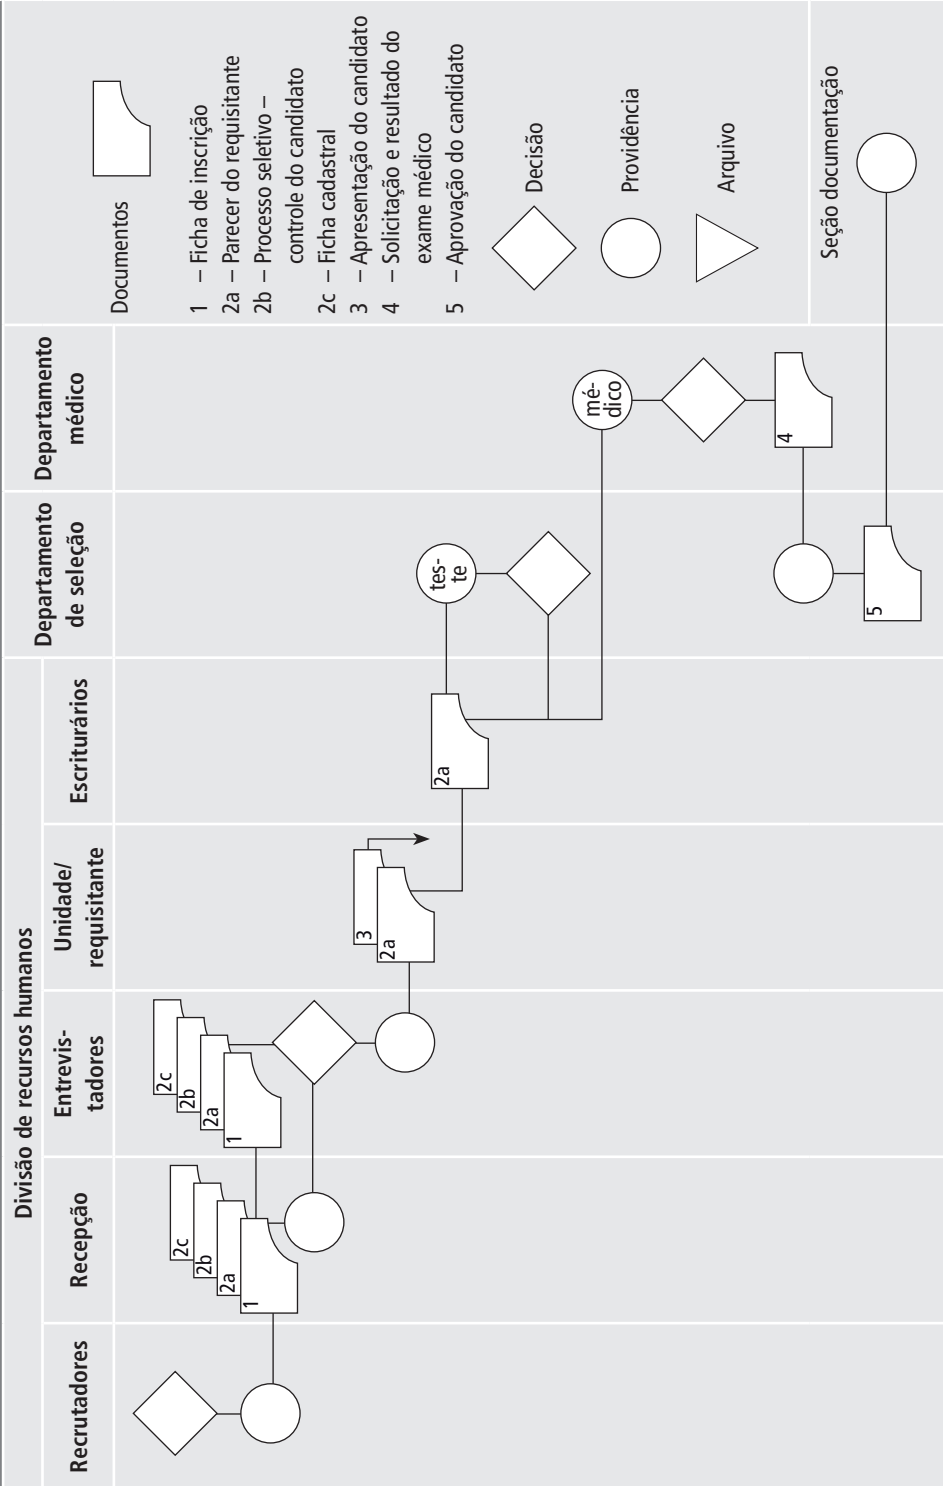 Divisão de recursos humanos
Recrutadores
Recepção
Entrevis-
tadores
Unidade/
requisitante
Escriturários
Departamento
de seleção
Departamento
médico
2c
2b
2a
1
2c
2b
2a
1
3
2a
2a
tes-
te
mé-
dico
4
5
Documentos
1 – Ficha de inscrição
2a – Parecer do requisitante
2b – Processo seletivo –
controle do candidato
2c – Ficha cadastral
3 – Apresentação do candidato
4 – Solicitação e resultado do
exame médico
5 – Aprovação do candidato
Decisão
Providência
Arquivo
Seção documentação